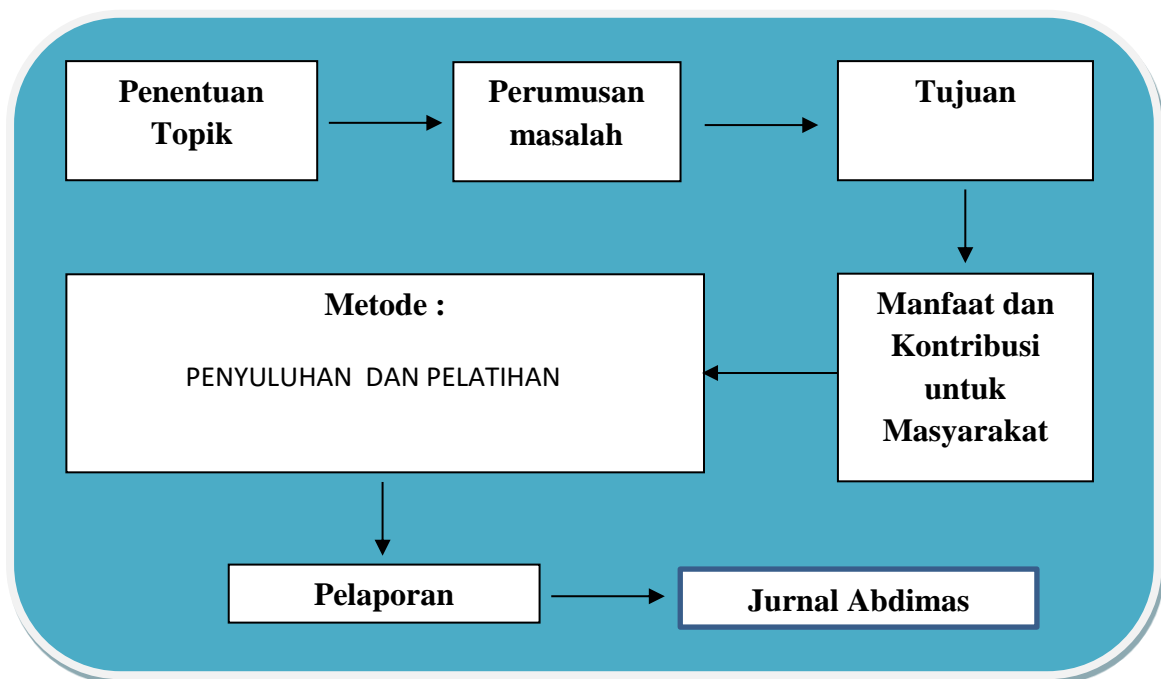 Penentuan
Topik
Perumusan
masalah
Tujuan
Manfaat dan
Kontribusi
untuk
Masyarakat
Metode :
PENYULUHAN DAN PELATIHAN
Pelaporan
Jurnal Abdimas